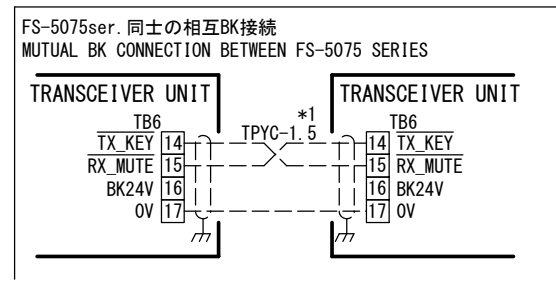 FS-5075ser.同士の相互BK接続
MUTUAL BK CONNECTION BETWEEN FS-5075 SERIES
TRANSCEIVER UNIT
TRANSCEIVER UNIT
*1
TPYC-1.5
TB6
TX_KEY 14
RX_MUTE 15
BK24V 16
0V 17
TB6
14 TX_KEY
15 RX_MUTE
16 BK24V
17 0V